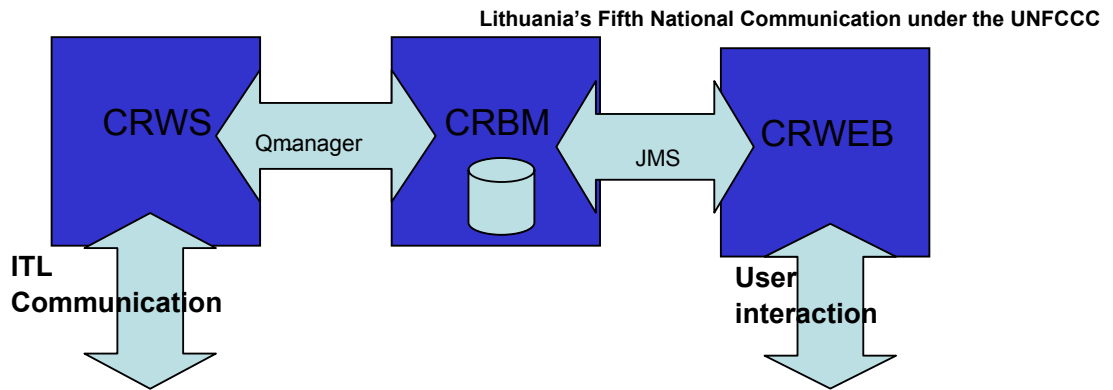 Lithuania's Fifth National Communication under the UNFCCC
CRWS
Qmanager
CRBM
JMS
CRWEB
ITL
Communication
User
interaction